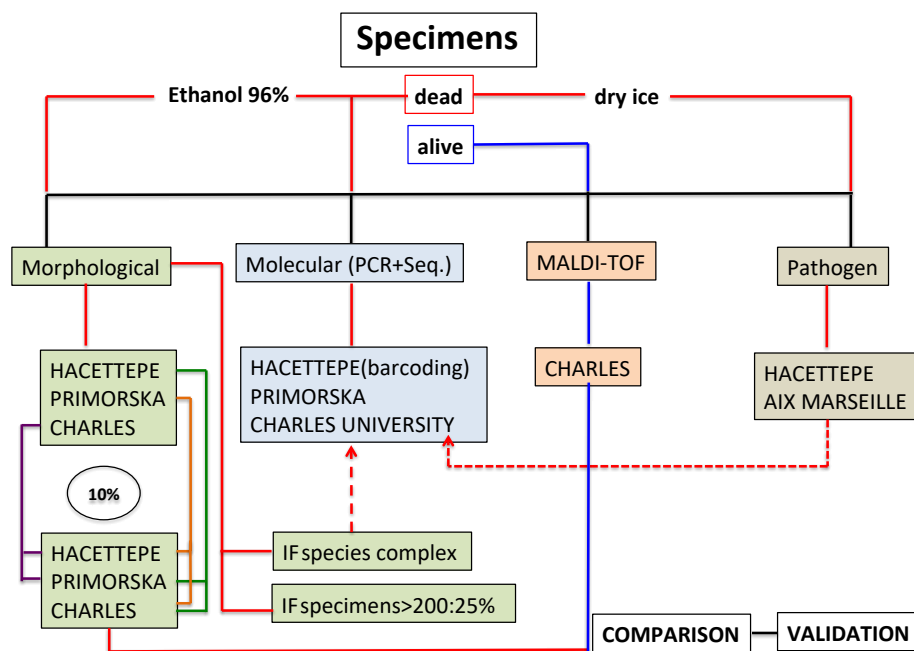 Specimens
Ethanol 96%
dead
dry ice
alive
Morphological
Molecular (PCR+Seq.)
MALDI-TOF
Pathogen
HACETTEPE
PRIMORSKA
CHARLES
HACETTEPE(barcoding)
PRIMORSKA
CHARLES UNIVERSITY
CHARLES
HACETTEPE
AIX MARSEILLE
10%
HACETTEPE
PRIMORSKA
CHARLES
IF species complex
IF specimens>200:25%
COMPARISON
VALIDATION